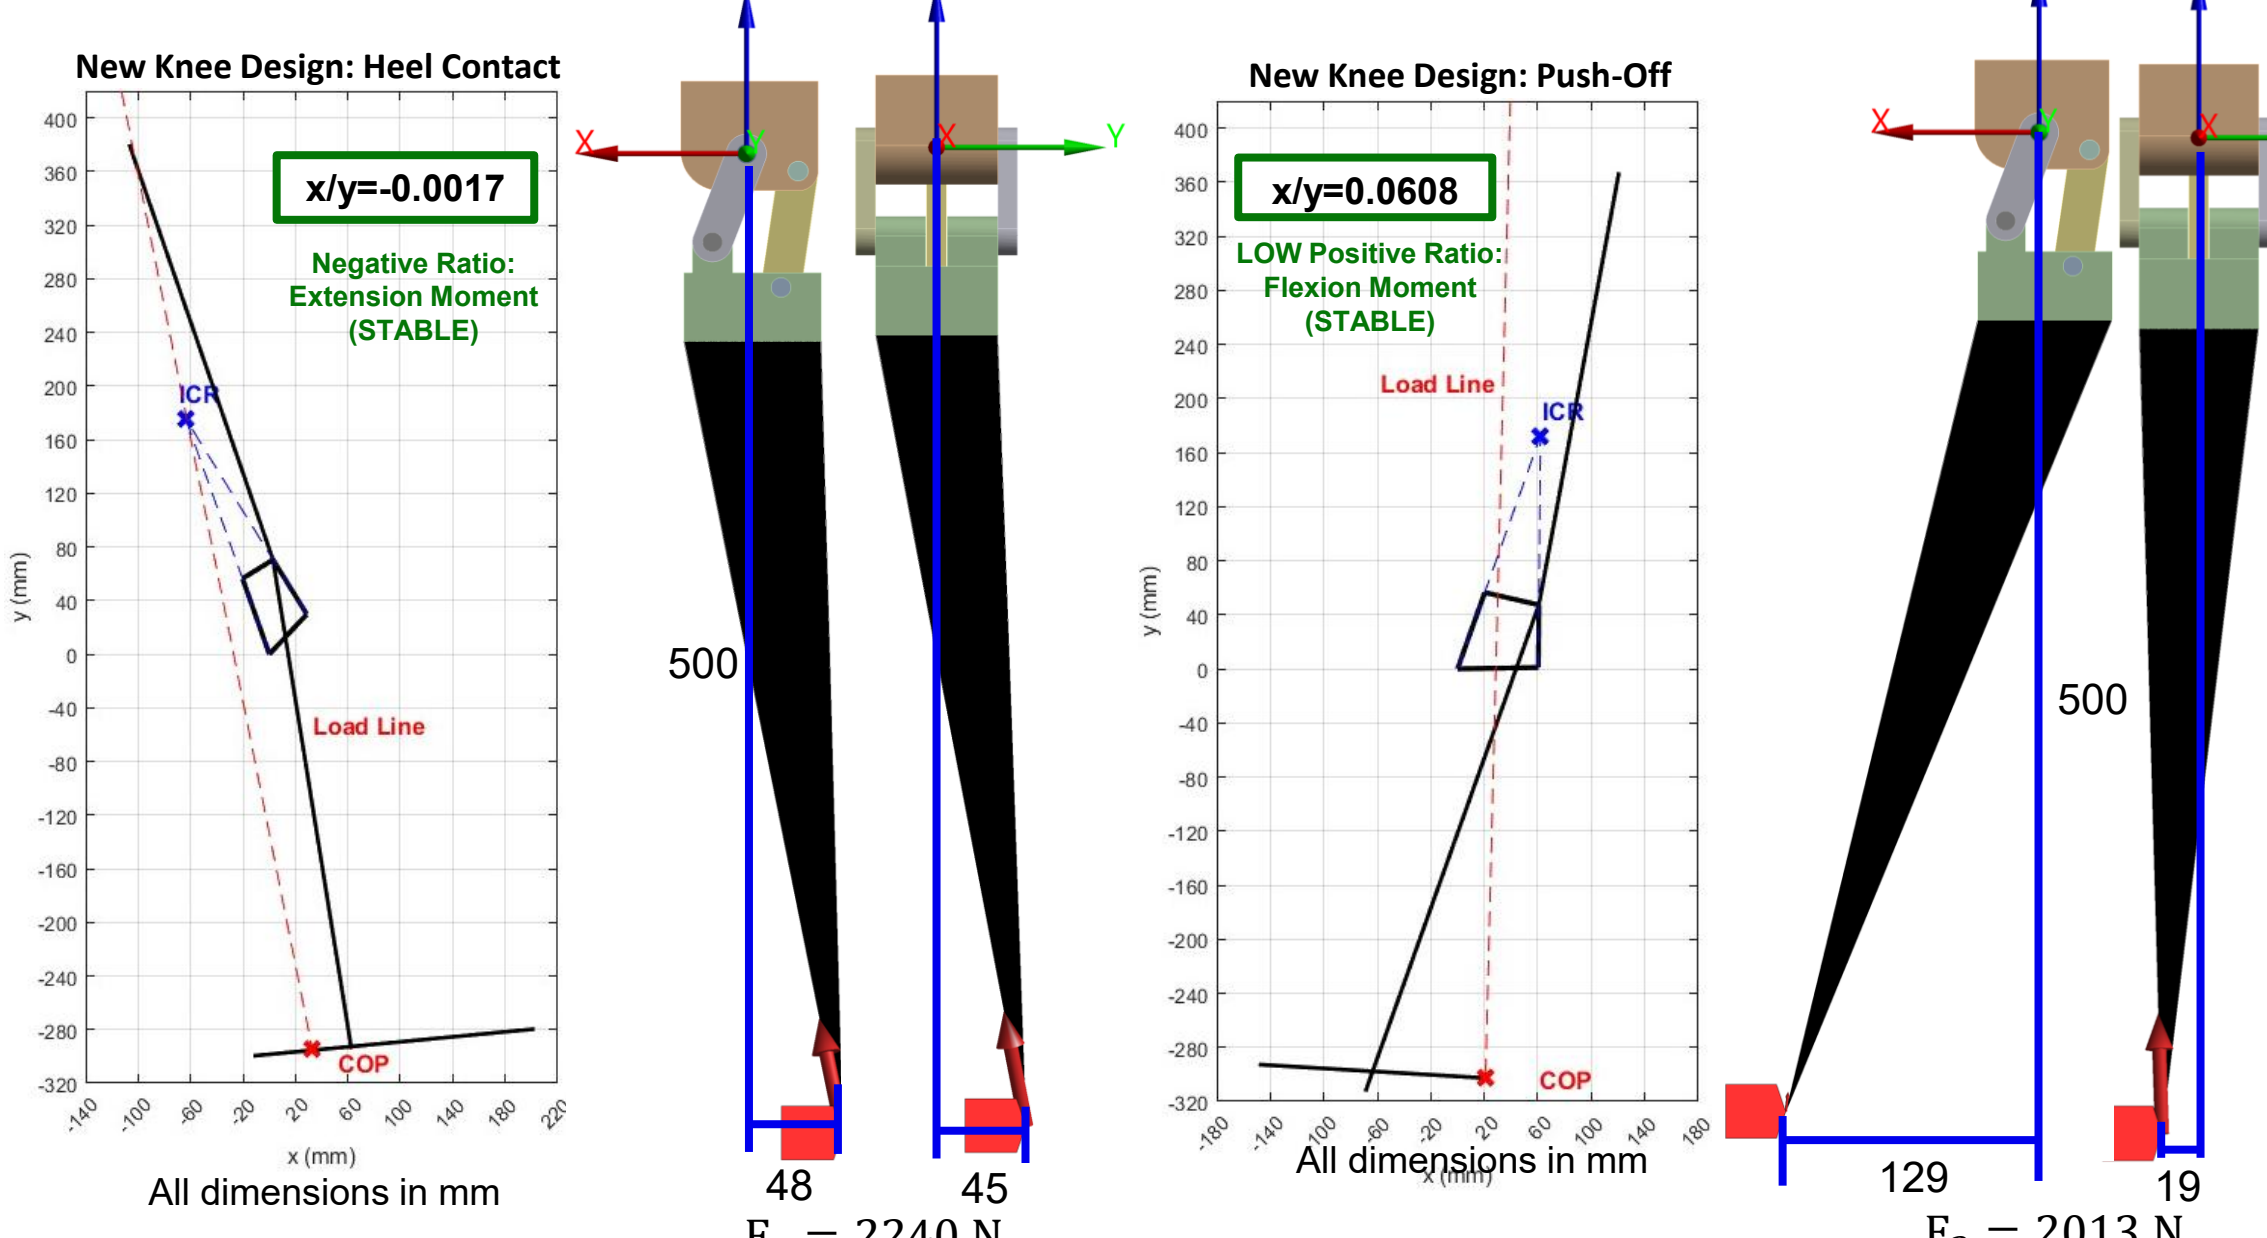 New Knee Design: Heel Contact
x/y=-0.0017
Negative Ratio:
Extension Moment
(STABLE)
ICR
Load Line
COP
400
360
320
280
240
200
160
120
80
40
0
-40
-80
-120
-160
-200
-240
-280
-320
y (mm)
-140
-100
-60
-20
20
60
100
140
180
220
x (mm)
All dimensions in mm
X
Y
X
Y
500
48
45
= 2240 N
New Knee Design: Push-Off
x/y=0.0608
LOW Positive Ratio:
Flexion Moment
(STABLE)
Load Line
ICR
COP
400
360
320
280
240
200
160
120
80
40
0
-40
-80
-120
-160
-200
-240
-280
-320
y (mm)
-180
-140
-100
-60
-20
20
60
100
140
180
x (mm)
All dimensions in mm
X
Y
X
500
129
19
= 2013 N